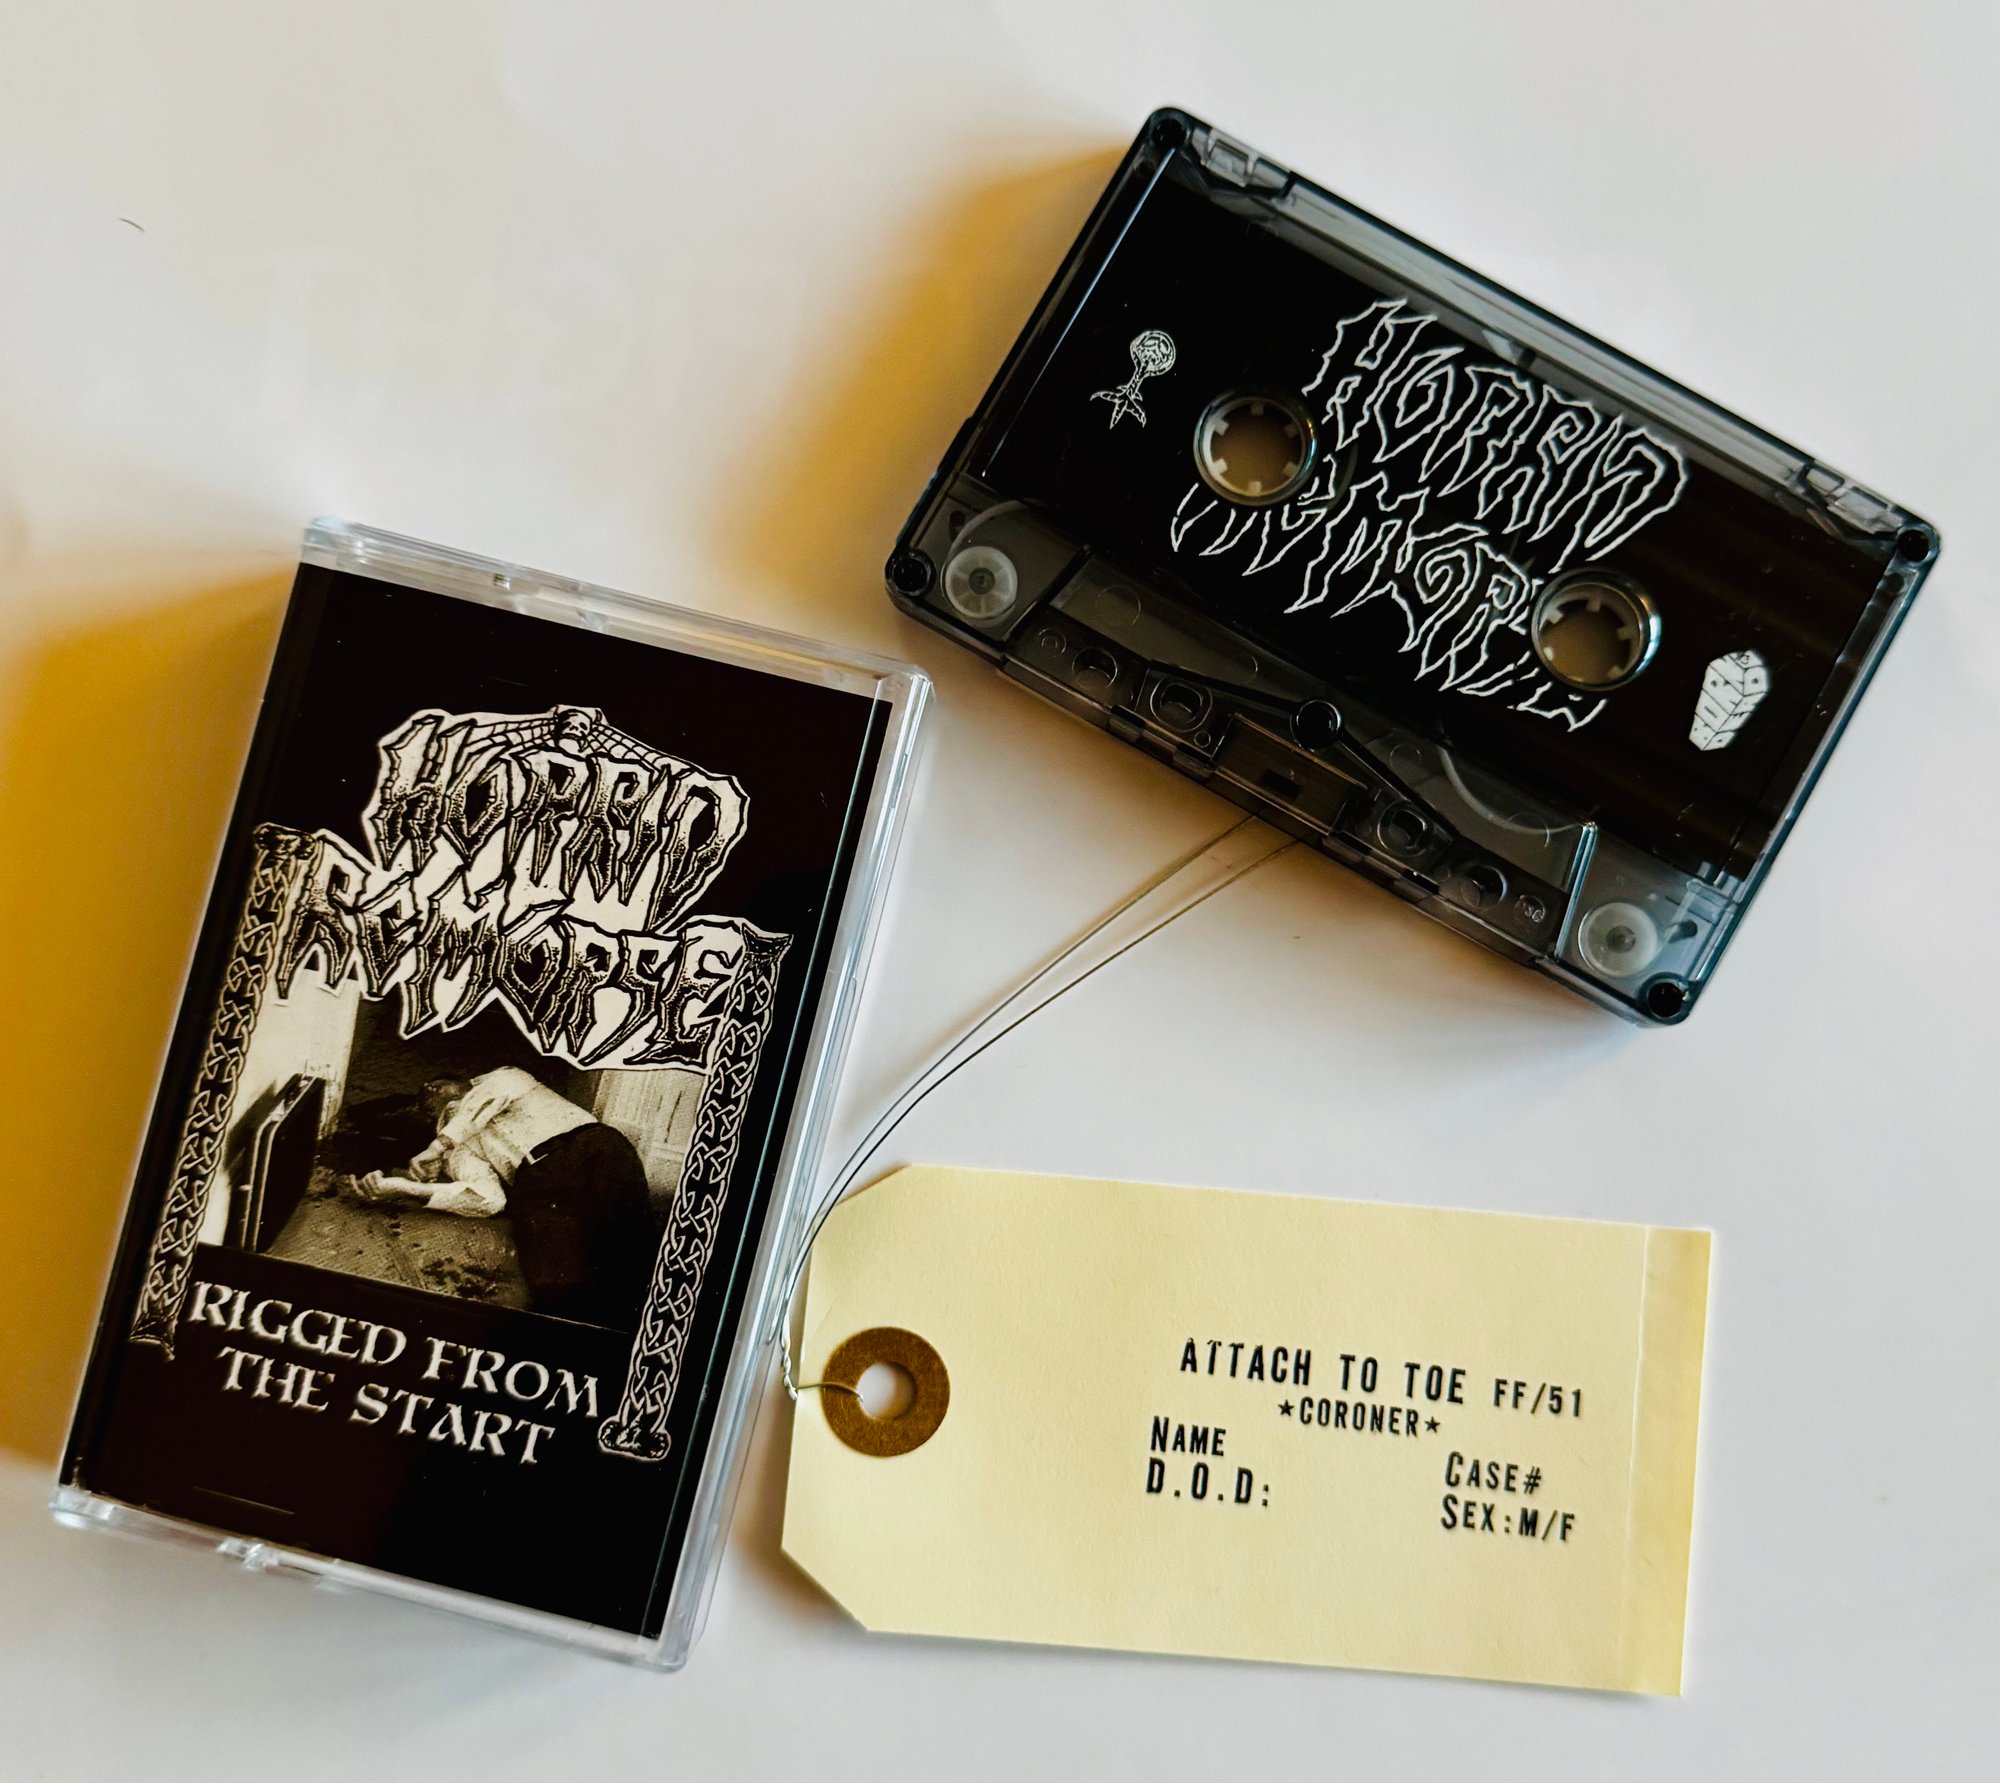 HORRID
REMORSE
RIGGED FROM
THE START
HORRID
REMORSE
ATTACH TO TOE FF/51
*CORONER*
NAME
CASE#
D.O.D:
SEX:M/F